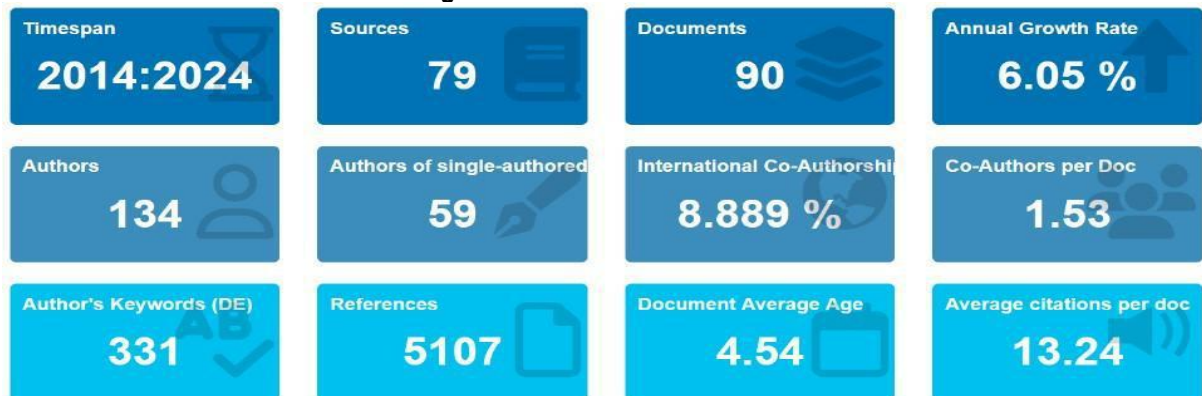 Timespan
2014:2024
Sources
79
Documents
90
Annual Growth Rate
6.05 %
Authors
134
Authors of single-authored
59
International Co-Authorshi
8.889 %
Co-Authors per Doc
1.53
Author's Keywords (DE)
331
References
5107
Document Average Age
4.54
Average citations per doc
13.24
AB